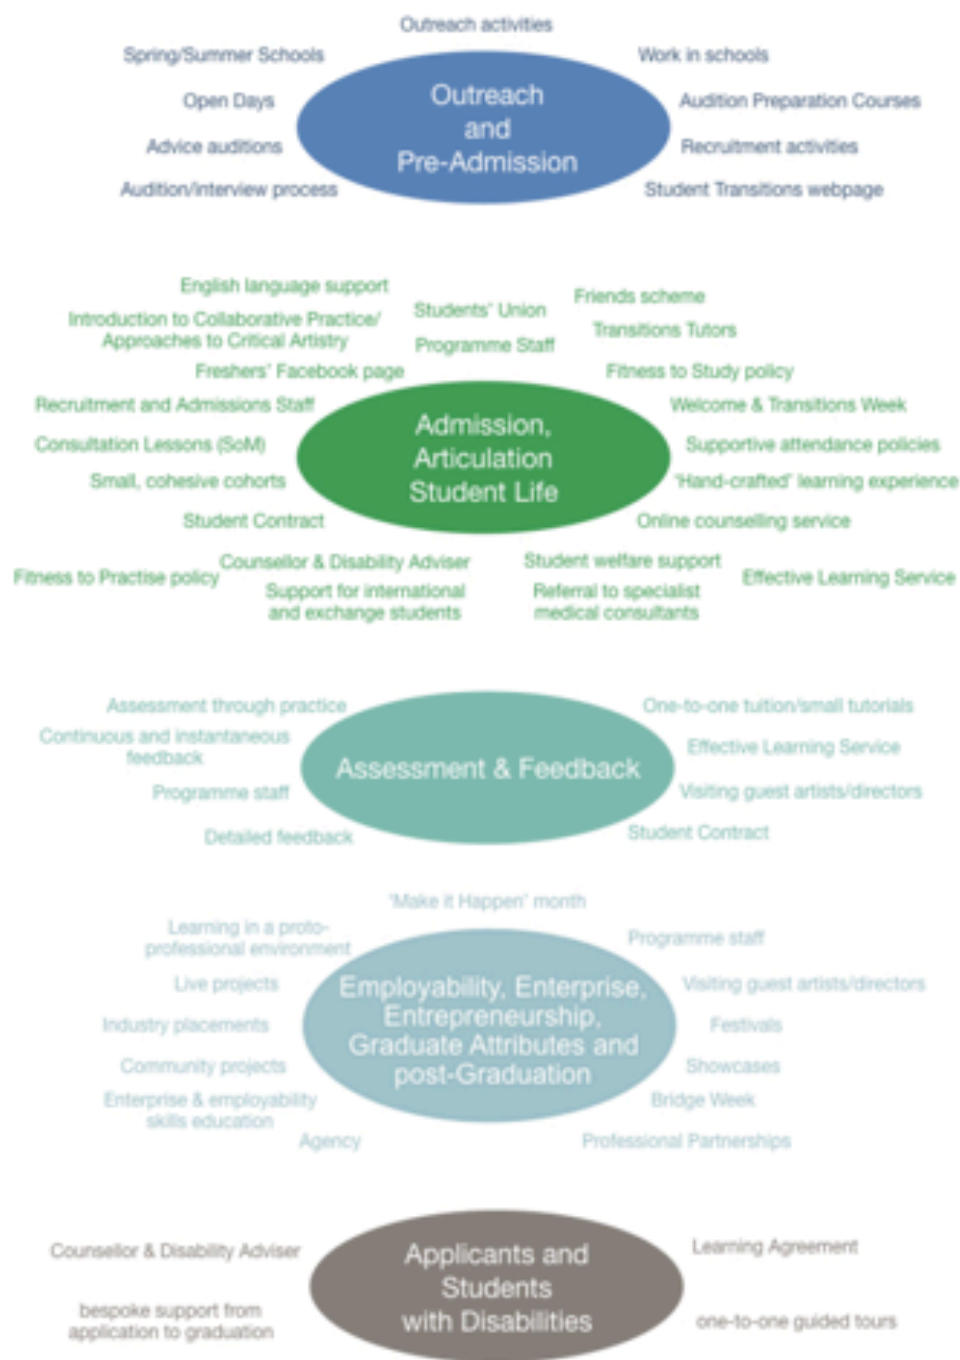 Outreach activities
Spring/Summer Schools
Work in schools
Open Days
Audition Preparation Courses
Advice auditions
Recruitment activities
Audition/interview process
Student Transitions webpage
Outreach
and
Pre-Admission
English language support
Students' Union
Friends scheme
Introduction to Collaborative Practice/
Approaches to Critical Artistry
Programme Staff
Transitions Tutors
Freshers' Facebook page
Fitness to Study policy
Recruitment and Admissions Staff
Welcome & Transitions Week
Consultation Lessons (SoM)
Supportive attendance policies
Small, cohesive cohorts
'Hand-crafted' learning experience
Student Contract
Online counselling service
Admission,
Articulation
Student Life
Fitness to Practise policy
Counsellor & Disability Adviser
Student welfare support
Effective Learning Service
Support for international
and exchange students
Referral to specialist
medical consultants
Assessment through practice
One-to-one tuition/small tutorials
Continuous and instantaneous
feedback
Effective Learning Service
Assessment & Feedback
Programme staff
Visiting guest artists/directors
Detailed feedback
Student Contract
'Make it Happen' month
Learning in a proto-
professional environment
Programme staff
Live projects
Visiting guest artists/directors
Industry placements
Festivals
Community projects
Showcases
Enterprise & employability
skills education
Bridge Week
Agency
Professional Partnerships
Employability, Enterprise,
Entrepreneurship,
Graduate Attributes and
post-Graduation
Counsellor & Disability Adviser
Learning Agreement
Applicants and
Students
with Disabilities
bespoke support from
application to graduation
one-to-one guided tours